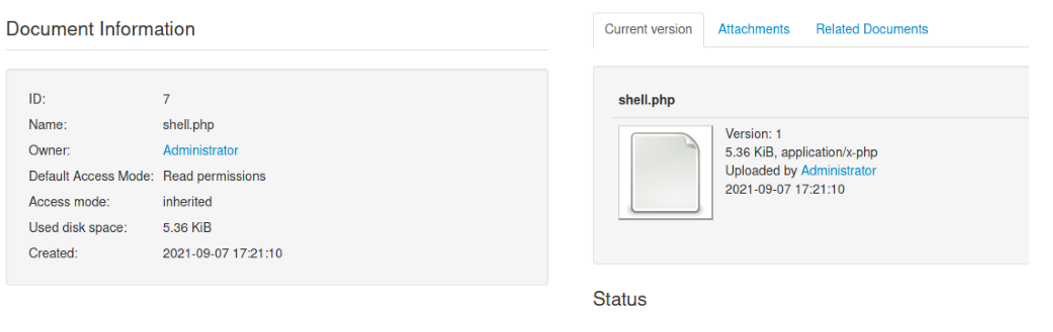 Document Information
ID: 7
Name: shell.php
Owner: Administrator
Default Access Mode: Read permissions
Access mode: inherited
Used disk space: 5.36 KiB
Created: 2021-09-07 17:21:10
Current version Attachments Related Documents
shell.php
Version: 1
5.36 KiB, application/x-php
Uploaded by Administrator
2021-09-07 17:21:10
Status